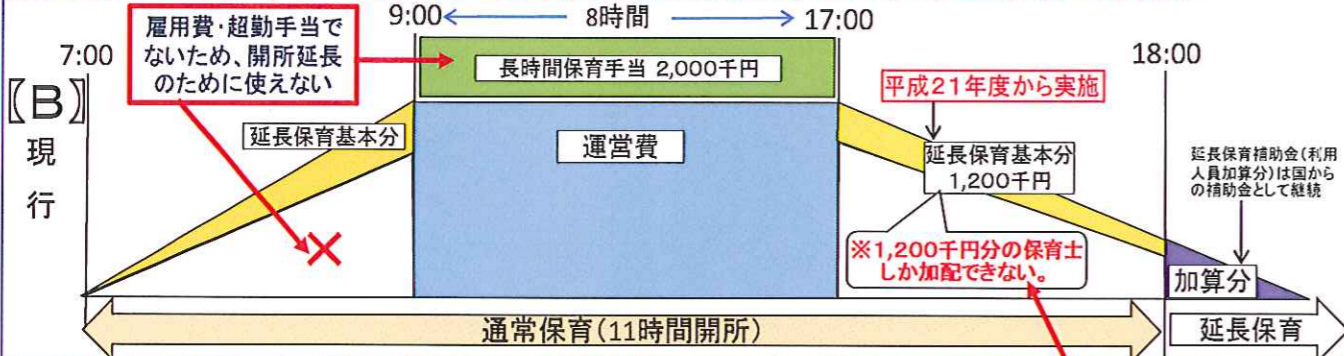 9:00
8時間
17:00
7:00
雇用費・超勤手当で
ないため、開所延長
のために使えない
18:00
長時間保育手当 2,000千円
平成21年度から実施
【B】
現
行
延長保育基本分
運営費
延長保育基本分
1,200千円
延長保育補助金(利用
人員加算分)は国から
の補助金として継続
※1,200千円分の保育士
しか加配できない。
加算分
通常保育(11時間開所)
延長保育